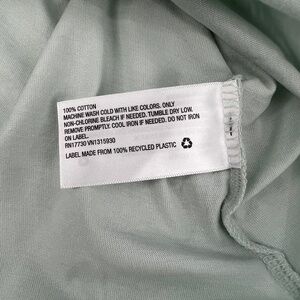 100% COTTON
MACHINE WASH COLD WITH LIKE COLORS. ONLY
NON-CHLORINE BLEACH IF NEEDED. TUMBLE DRY LOW.
REMOVE PROMPTLY. COOL IRON IF NEEDED. DO NOT IRON
ON LABEL.
RN17730 VN1315930
LABEL MADE FROM 100% RECYCLED PLASTIC